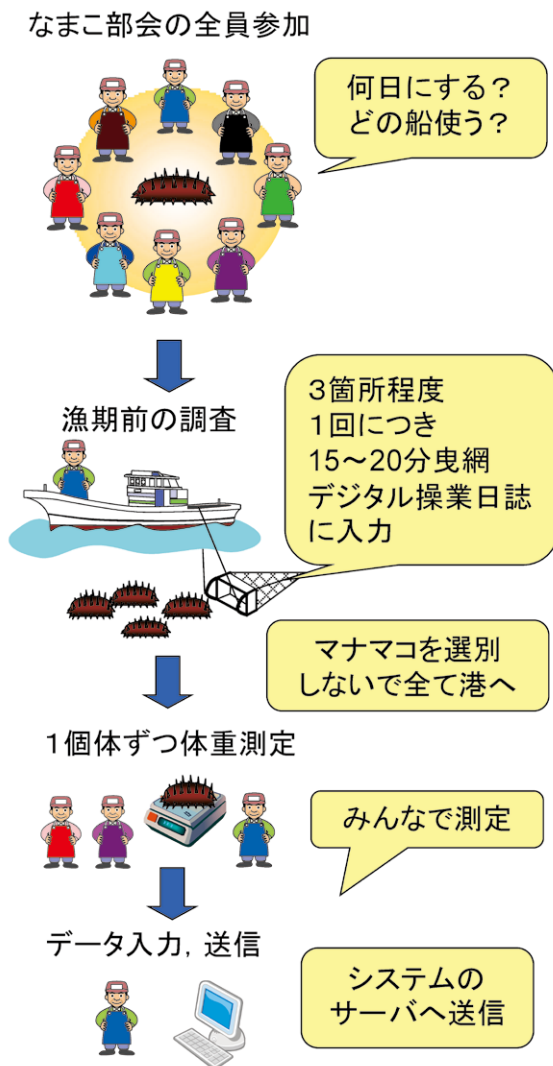 なまこ部会の全員参加
何日にする？
どの船使う？
漁期前の調査
３箇所程度
１回につき
15～20分曳網
デジタル操業日誌
に入力
マナマコを選別
しないで全て港へ
１個体ずつ体重測定
みんなで測定
データ入力，送信
システムの
サーバへ送信